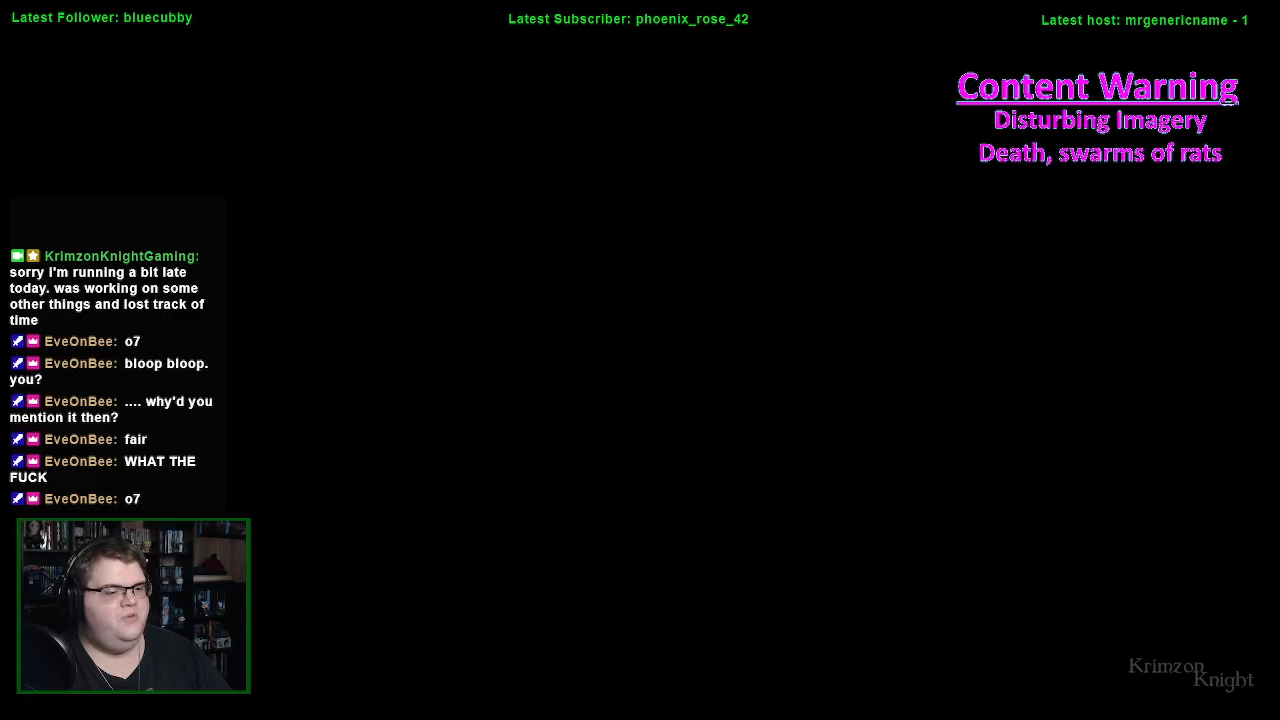 Latest Follower: bluecubby
Latest Subscriber: phoenix_rose_42
Latest host: mrgenericname - 1
Content Warning
Disturbing Imagery
Death, swarms of rats
KrimzonKnightGaming:
sorry I'm running a bit late
today. was working on some
other things and lost track of
time
EveOnBee: o7
EveOnBee: bloop bloop.
you?
EveOnBee: .... why'd you
mention it then?
EveOnBee: fair
EveOnBee: WHAT THE
FUCK
EveOnBee: o7
Krimzon
Knight